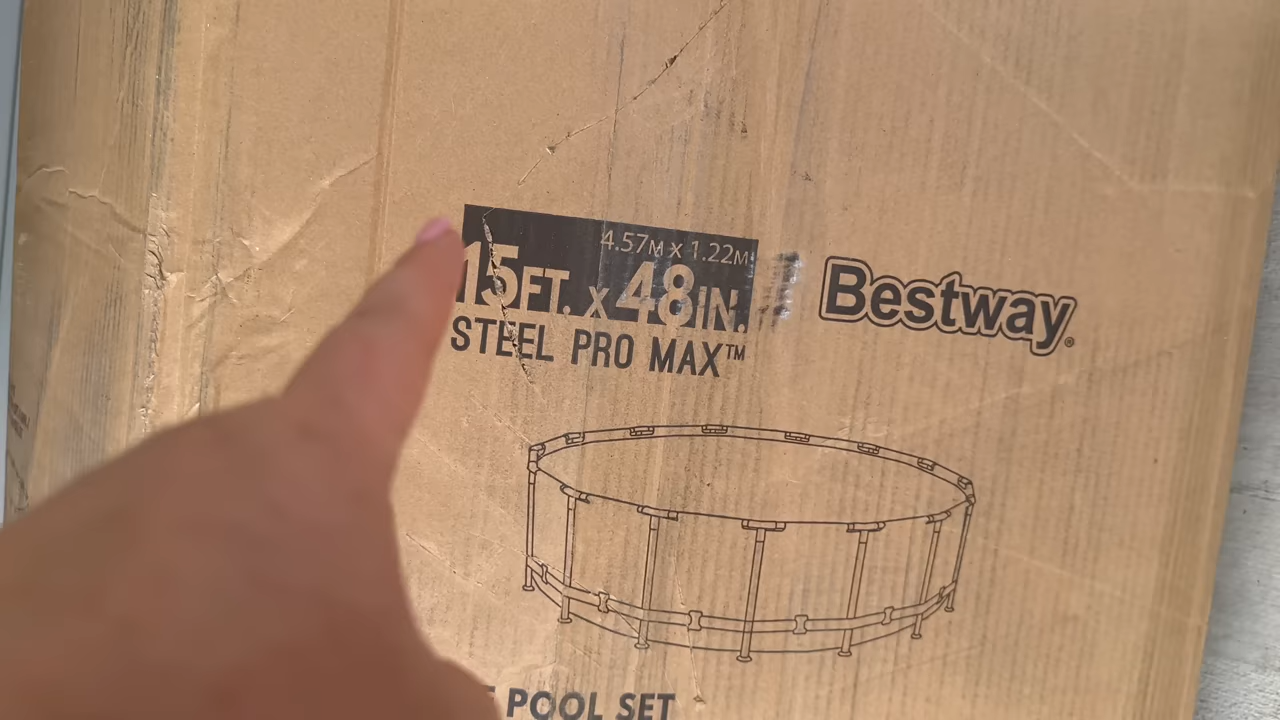 4.57M X 1.22M
15FT. X 48IN.
STEEL PRO MAX™
Bestway®
POOL SET